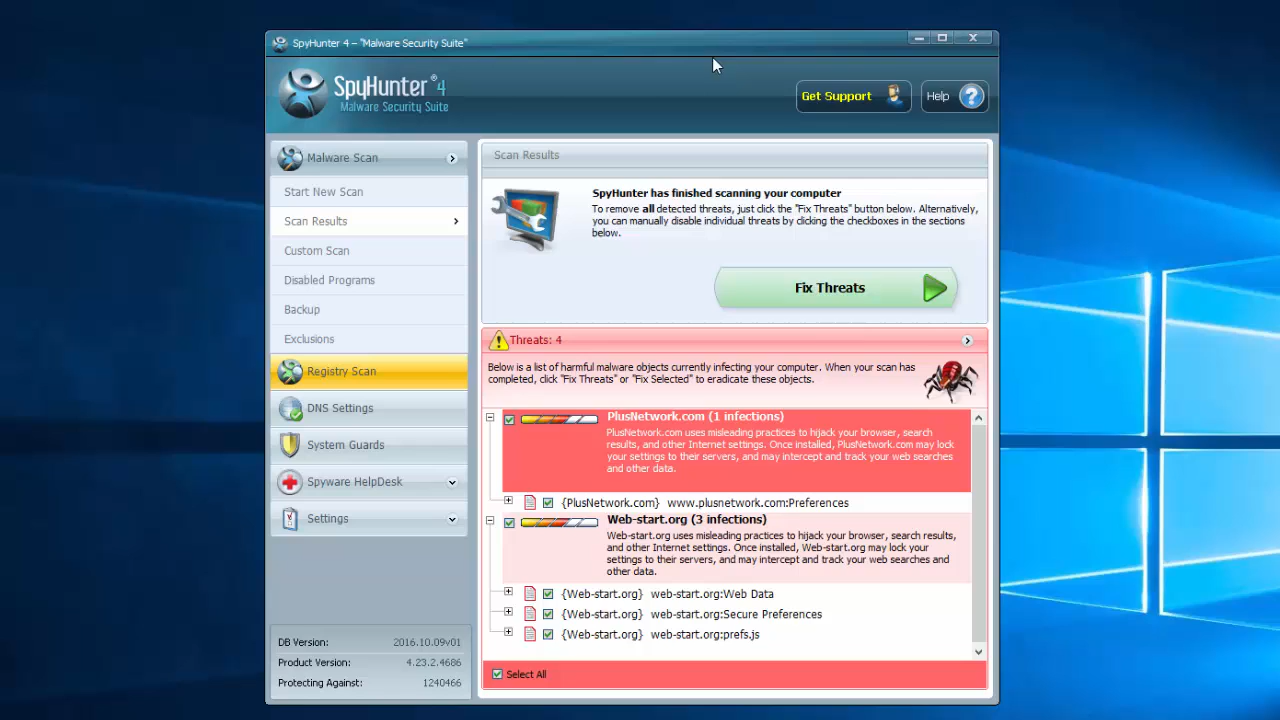 SpyHunter 4 – "Malware Security Suite"
SpyHunter® 4
Malware Security Suite
Get Support
Help
Malware Scan
Start New Scan
Scan Results
Custom Scan
Disabled Programs
Backup
Exclusions
Registry Scan
DNS Settings
System Guards
Spyware HelpDesk
Settings
DB Version: 2016.10.09v01
Product Version: 4.23.2.4686
Protecting Against: 1240466
Scan Results
SpyHunter has finished scanning your computer
To remove all detected threats, just click the "Fix Threats" button below. Alternatively,
you can manually disable individual threats by clicking the checkboxes in the sections
below.
Fix Threats
Threats: 4
Below is a list of harmful malware objects currently infecting your computer. When your scan has
completed, click "Fix Threats" or "Fix Selected" to eradicate these objects.
PlusNetwork.com (1 infections)
PlusNetwork.com uses misleading practices to hijack your browser, search
results, and other Internet settings. Once installed, PlusNetwork.com may lock
your settings to their servers, and may intercept and track your web searches
and other data.
{PlusNetwork.com} www.plusnetwork.com:Preferences
Web-start.org (3 infections)
Web-start.org uses misleading practices to hijack your browser, search results,
and other Internet settings. Once installed, Web-start.org may lock your
settings to their servers, and may intercept and track your web searches and
other data.
{Web-start.org} web-start.org:Web Data
{Web-start.org} web-start.org:Secure Preferences
{Web-start.org} web-start.org:prefs.js
Select All